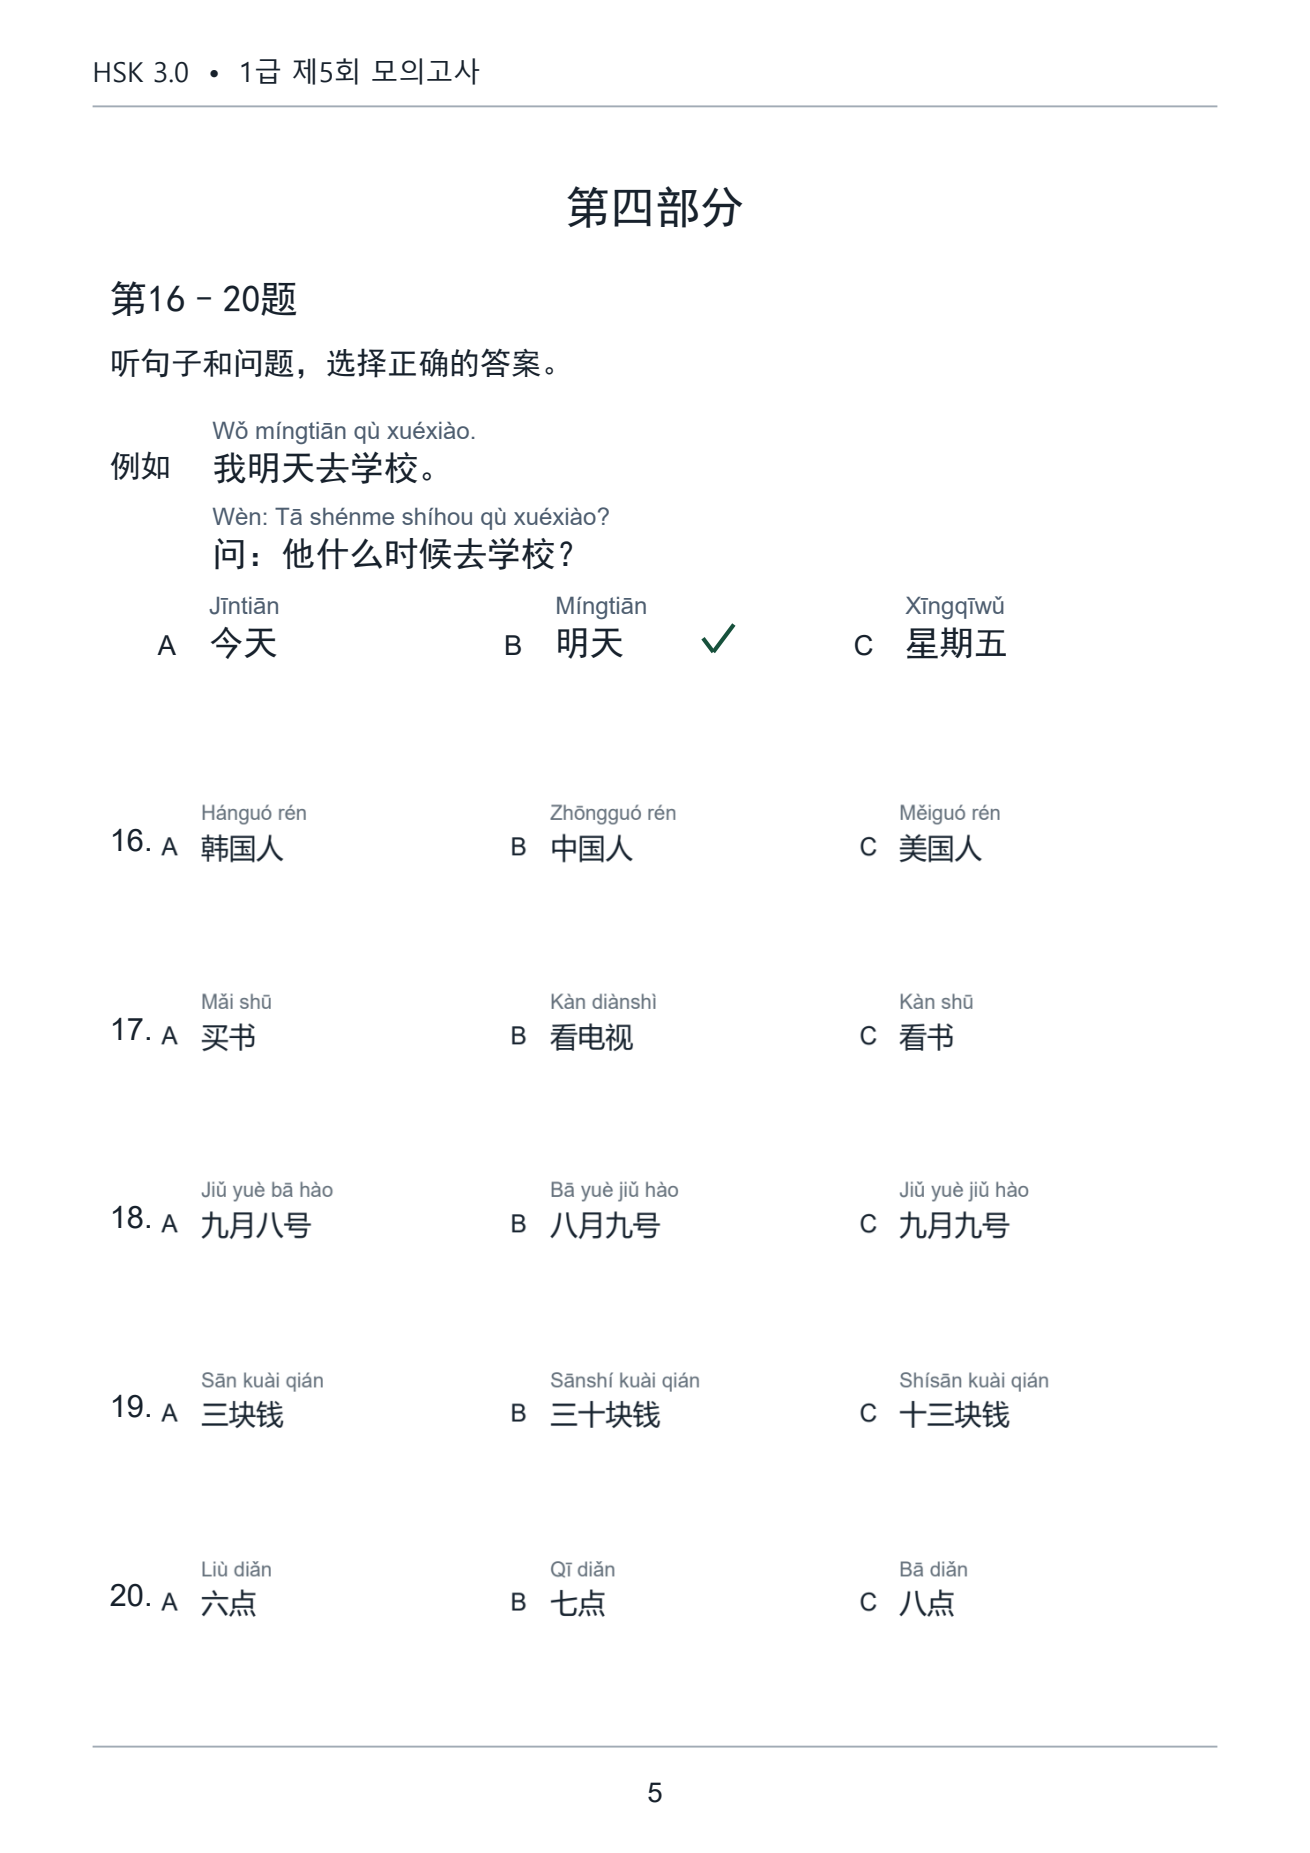 HSK 3.0 • 1급 제5회 모의고사
第四部分
第16–20题
听句子和问题，选择正确的答案。
Wǒ míngtiān qù xuéxiào.
例如 我明天去学校。
Wèn: Tā shénme shíhou qù xuéxiào?
问：他什么时候去学校？
Jīntiān Míngtiān Xīngqīwǔ
A 今天 B 明天 ✓ C 星期五
Hánguó rén Zhōngguó rén Měiguó rén
16. A 韩国人 B 中国人 C 美国人
Mǎi shū Kàn diànshì Kàn shū
17. A 买书 B 看电视 C 看书
Jiǔ yuè bā hào Bā yuè jiǔ hào Jiǔ yuè jiǔ hào
18. A 九月八号 B 八月九号 C 九月九号
Sān kuài qián Sānshí kuài qián Shísān kuài qián
19. A 三块钱 B 三十块钱 C 十三块钱
Liù diǎn Qī diǎn Bā diǎn
20. A 六点 B 七点 C 八点
5